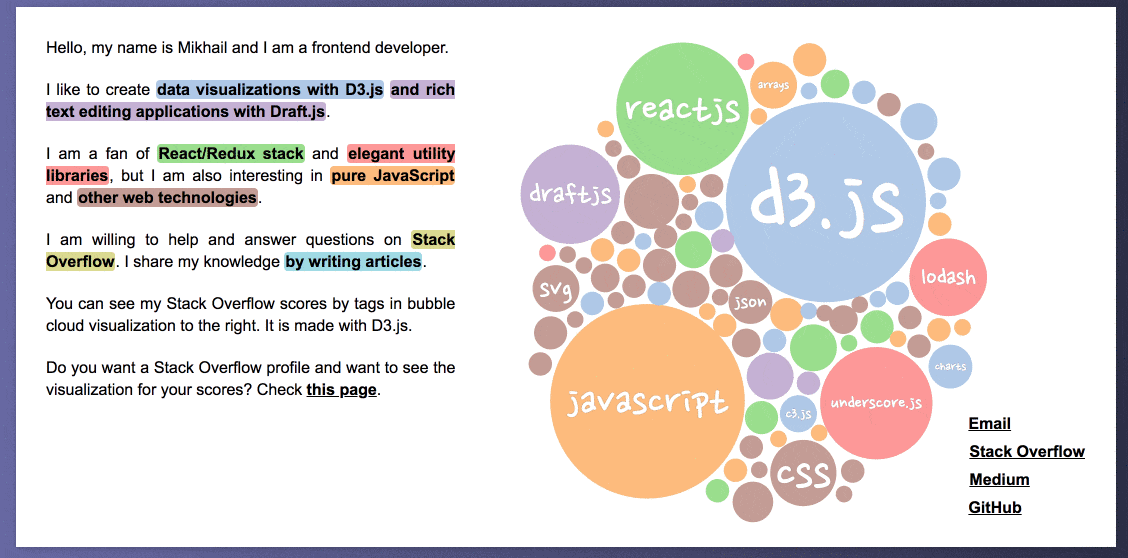 Hello, my name is Mikhail and I am a frontend developer.
I like to create data visualizations with D3.js and rich
text editing applications with Draft.js.
I am a fan of React/Redux stack and elegant utility
libraries, but I am also interesting in pure JavaScript
and other web technologies.
I am willing to help and answer questions on Stack
Overflow. I share my knowledge by writing articles.
You can see my Stack Overflow scores by tags in bubble
cloud visualization to the right. It is made with D3.js.
Do you want a Stack Overflow profile and want to see the
visualization for your scores? Check this page.
arrays
reactjs
draftjs
d3.js
lodash
svg
json
charts
javascript
underscore.js
c3.js
css
Email
Stack Overflow
Medium
GitHub